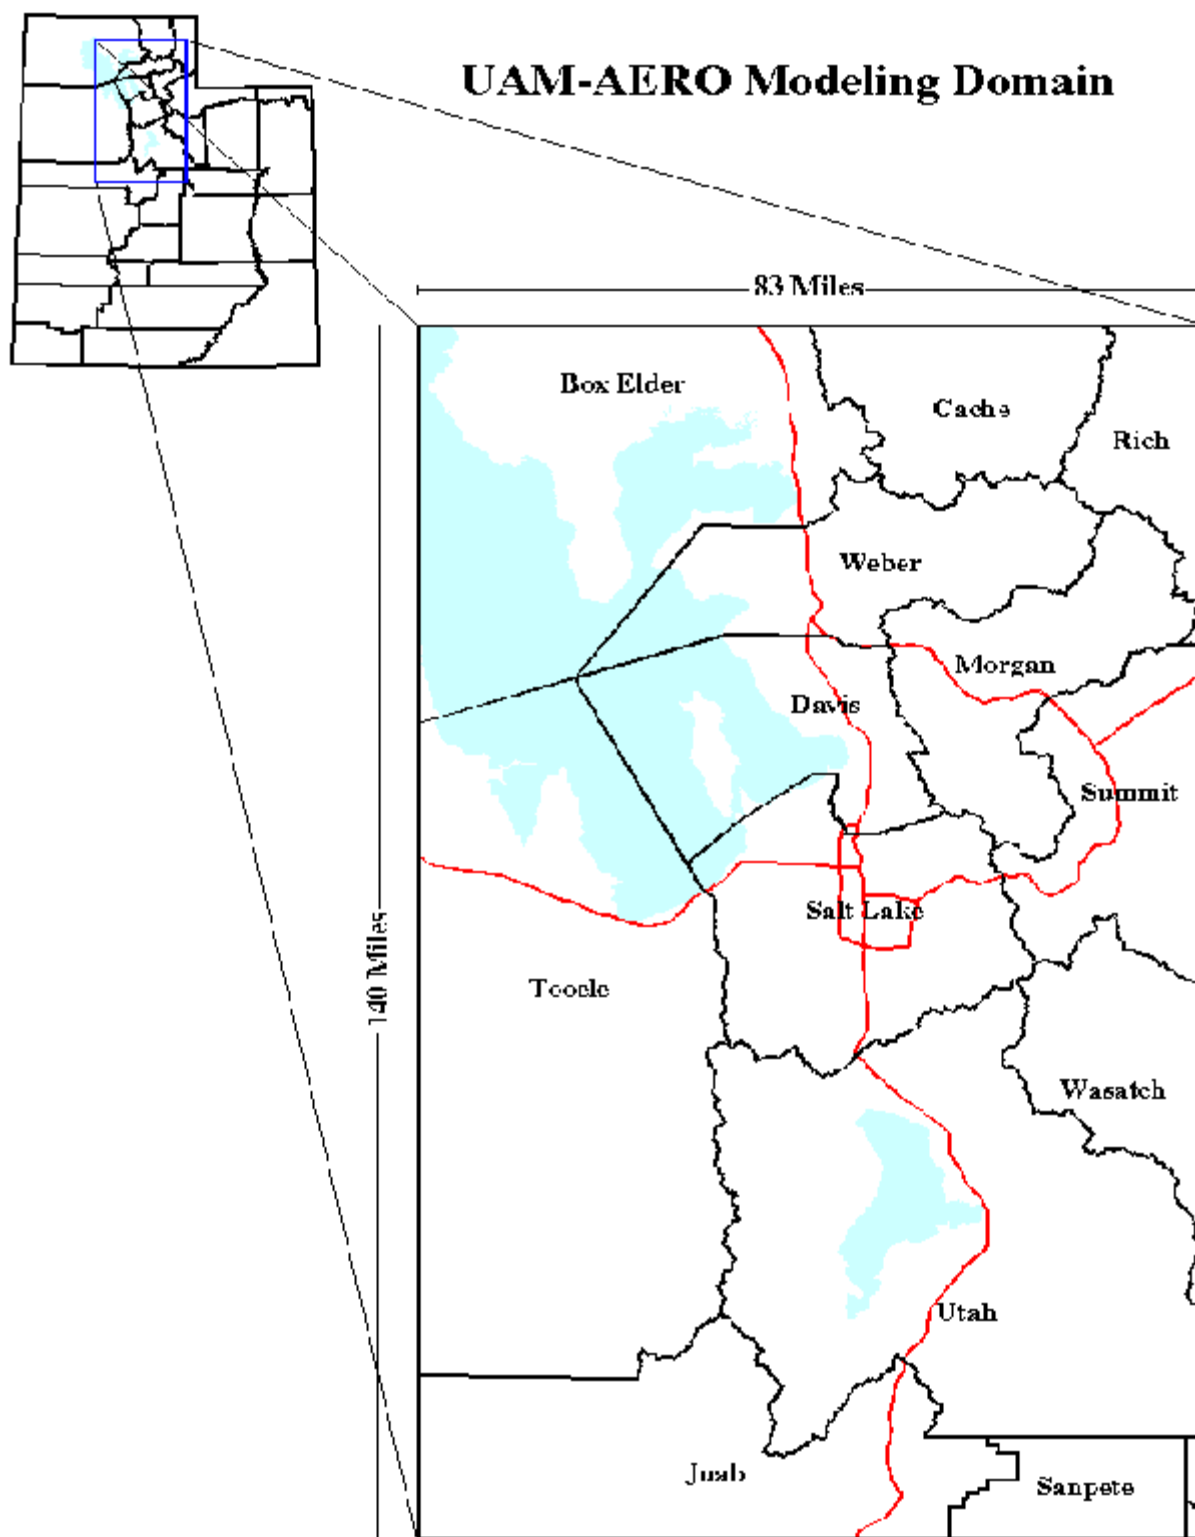 UAM-AERO Modeling Domain
83 Miles
Box Elder
Cache
Rich
Weber
Morgan
Davis
Summit
Salt Lake
140 Miles
Tooele
Wasatch
Utah
Juab
Sanpete